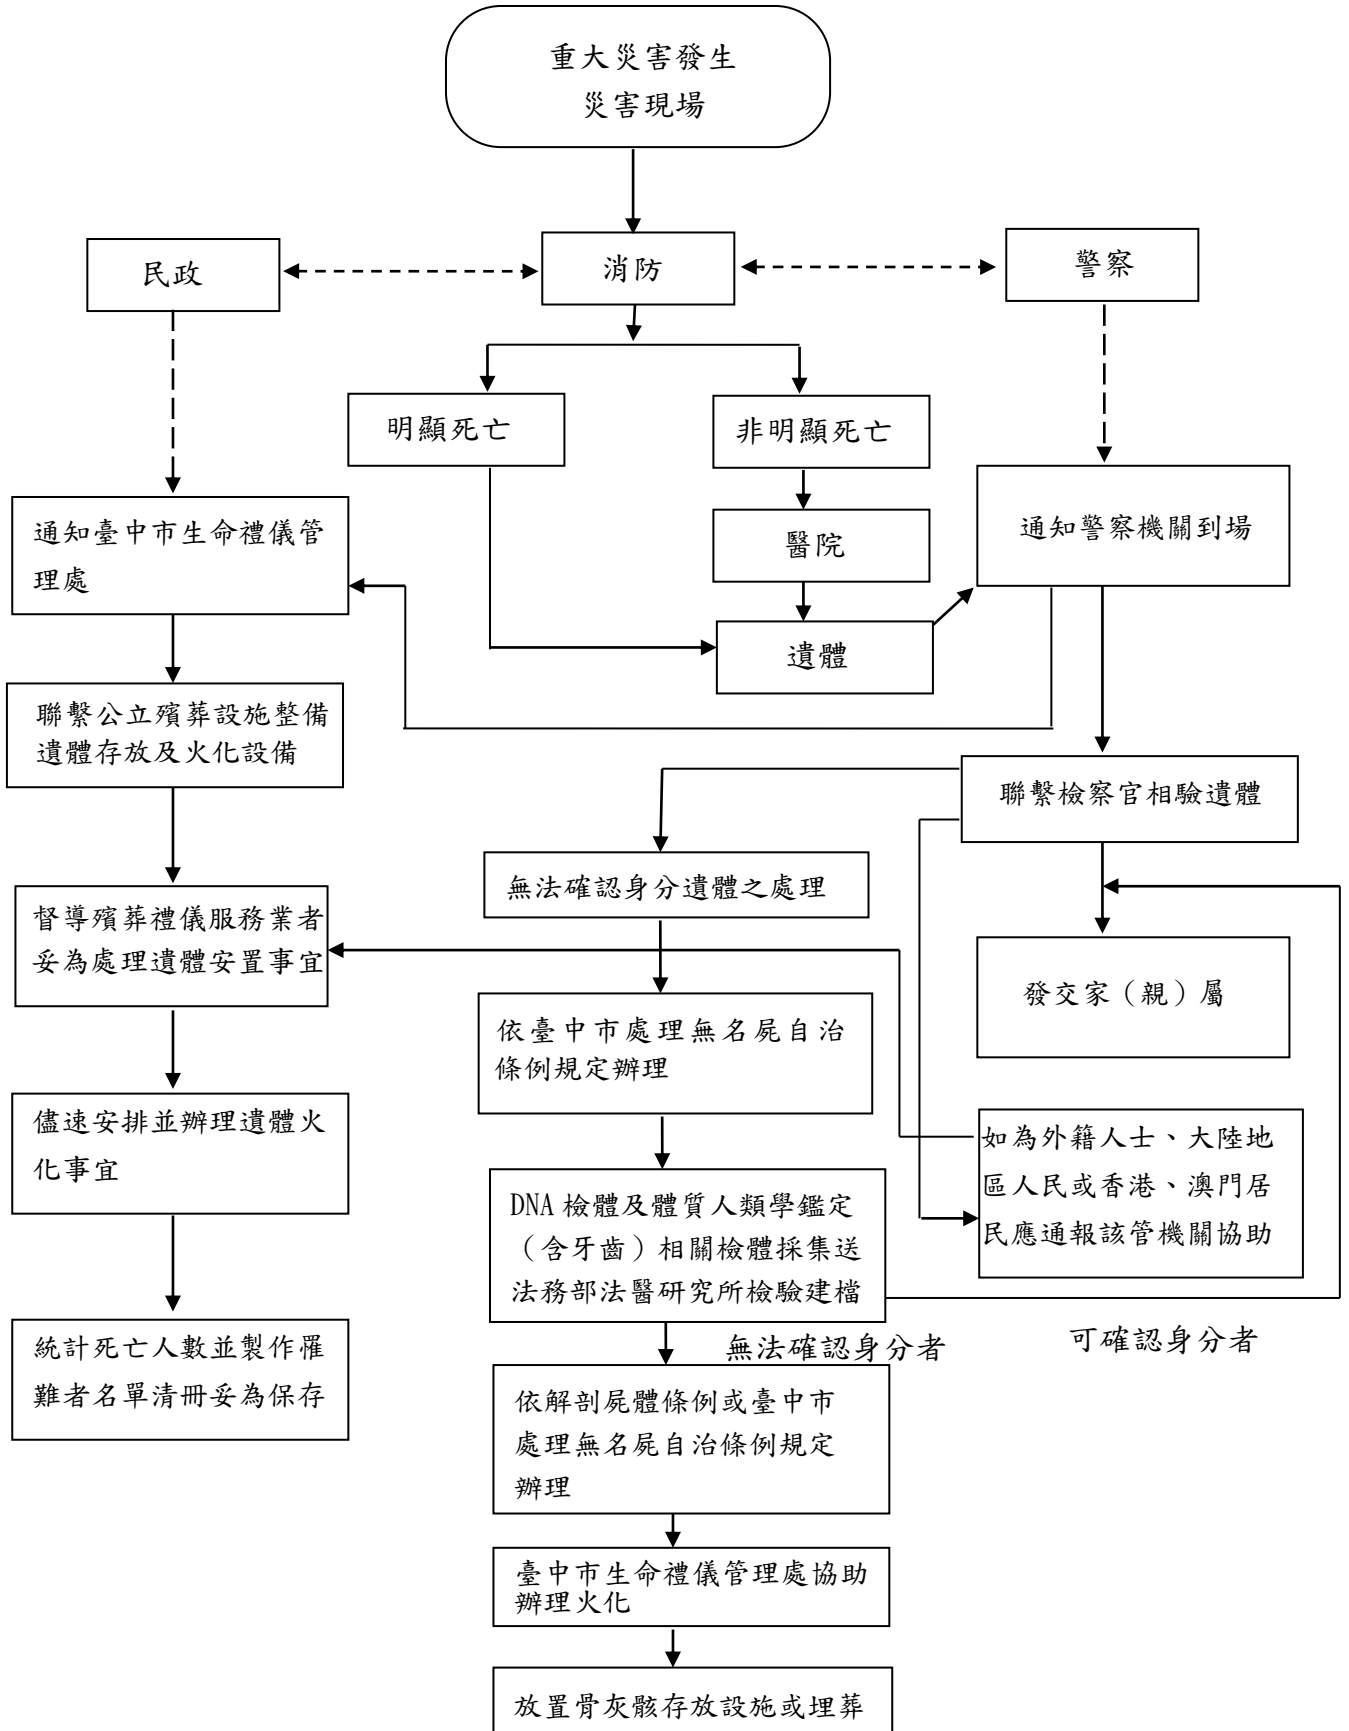 重大災害發生
災害現場
民政
消防
警察
明顯死亡
非明顯死亡
通知臺中市生命禮儀管
理處
醫院
通知警察機關到場
遺體
聯繫公立殯葬設施整備
遺體存放及火化設備
聯繫檢察官相驗遺體
無法確認身分遺體之處理
督導殯葬禮儀服務業者
妥為處理遺體安置事宜
發交家（親）屬
依臺中市處理無名屍自治
條例規定辦理
儘速安排並辦理遺體火
化事宜
如為外籍人士、大陸地
區人民或香港、澳門居
民應通報該管機關協助
DNA 檢體及體質人類學鑑定
（含牙齒）相關檢體採集送
法務部法醫研究所檢驗建檔
無法確認身分者
可確認身分者
統計死亡人數並製作罹
難者名單清冊妥為保存
依解剖屍體條例或臺中市
處理無名屍自治條例規定
辦理
臺中市生命禮儀管理處協助
辦理火化
放置骨灰骸存放設施或埋葬